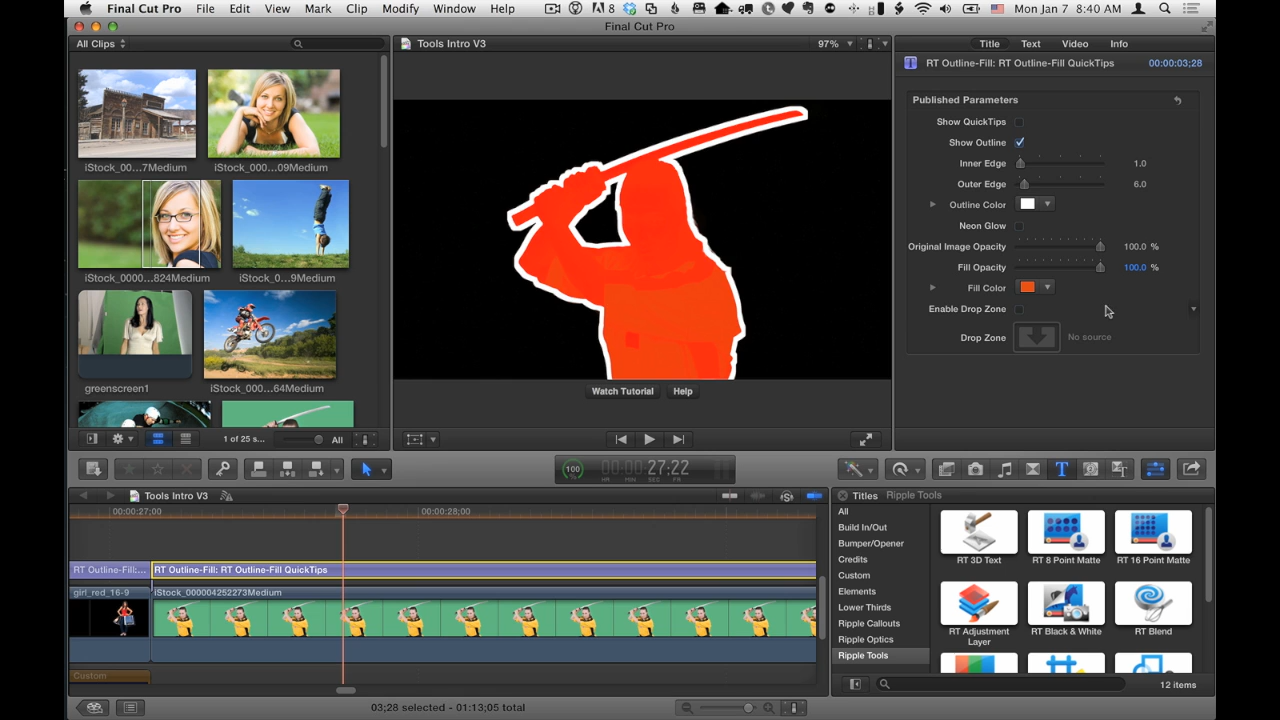 Final Cut Pro File Edit View Mark Clip Modify Window Help 8 Mon Jan 7 8:40 AM
Final Cut Pro
All Clips
Tools Intro V3 97%
Title Text Video Info
RT Outline-Fill: RT Outline-Fill QuickTips 00:00:03;28
iStock_00...7Medium
iStock_00...09Medium
iStock_0000...824Medium
iStock_0...9Medium
greenscreen1
iStock_000...64Medium
Published Parameters
Show QuickTips
Show Outline
Inner Edge 1.0
Outer Edge 6.0
Outline Color
Neon Glow
Original Image Opacity 100.0 %
Fill Opacity 100.0 %
Fill Color
Enable Drop Zone
Drop Zone No source
Watch Tutorial Help
1 of 25 s... All
100 00:00:27;22
HR MIN SEC FR
Tools Intro V3
00:00:27;00 00:00:28;00
RT Outline-Fill:... RT Outline-Fill: RT Outline-Fill QuickTips
girl_red_16-9 iStock_000004252273Medium
Custom
03;28 selected - 01:13;05 total
Titles Ripple Tools
All
Build In/Out
Bumper/Opener
Credits
Custom
Elements
Lower Thirds
Ripple Callouts
Ripple Optics
Ripple Tools
RT 3D Text
RT 8 Point Matte
RT 16 Point Matte
RT Adjustment
Layer
RT Black & White
RT Blend
12 items